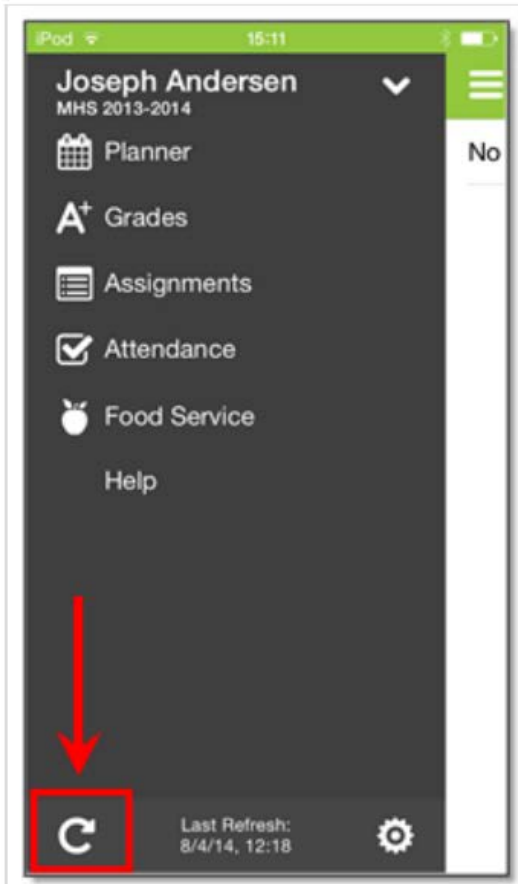 iPod 15:11
Joseph Andersen
MHS 2013-2014
Planner
No
A+ Grades
Assignments
Attendance
Food Service
Help
Last Refresh:
8/4/14, 12:18